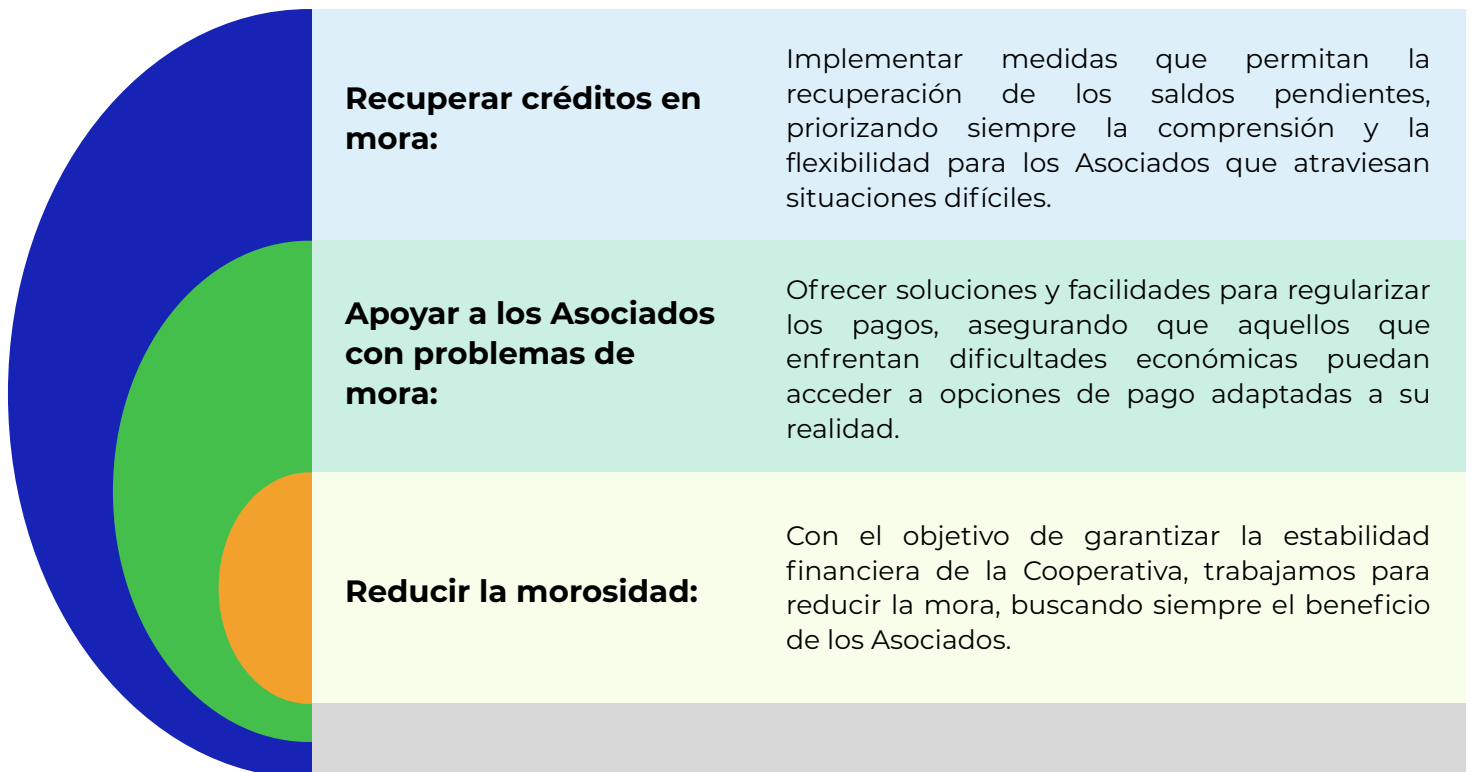 Recuperar créditos en
mora:
Implementar medidas que permitan la
recuperación de los saldos pendientes,
priorizando siempre la comprensión y la
flexibilidad para los Asociados que atraviesan
situaciones difíciles.
Apoyar a los Asociados
con problemas de
mora:
Ofrecer soluciones y facilidades para regularizar
los pagos, asegurando que aquellos que
enfrentan dificultades económicas puedan
acceder a opciones de pago adaptadas a su
realidad.
Reducir la morosidad:
Con el objetivo de garantizar la estabilidad
financiera de la Cooperativa, trabajamos para
reducir la mora, buscando siempre el beneficio
de los Asociados.